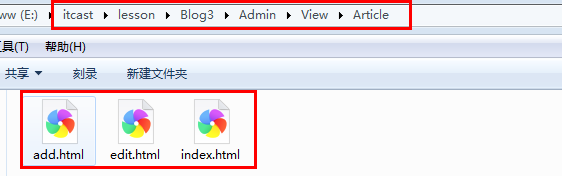 ww (E:) itcast lesson Blog3 Admin View Article
具(T) 帮助(H)
共享 刻录 新建文件夹
add.html edit.html index.html